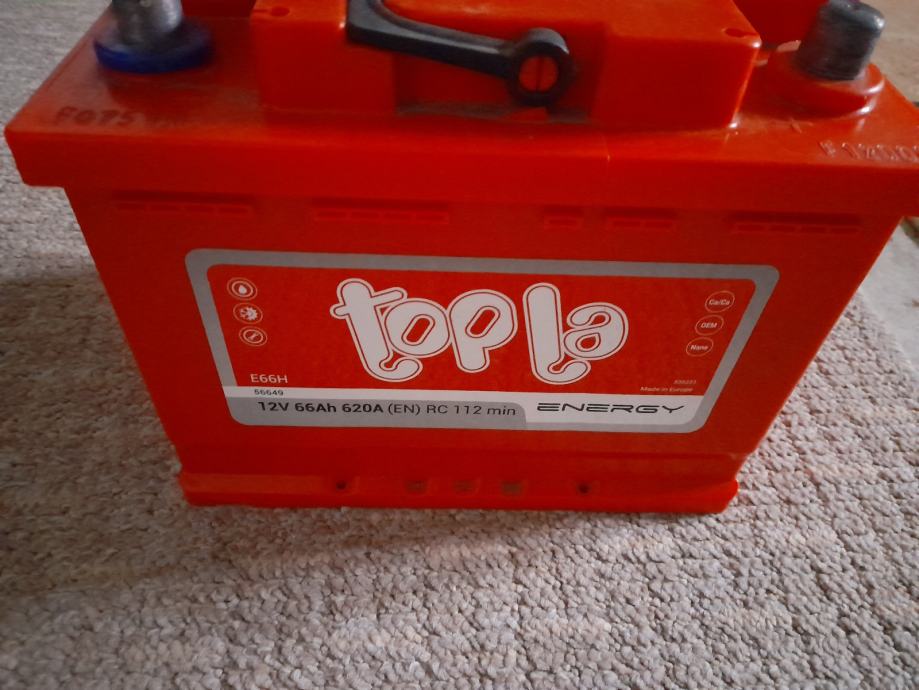 topla
Ca/Ca
OEM
Nano
E66H
Made in Europe
56649
12V 66Ah 620A (EN) RC 112 min
ENERGY